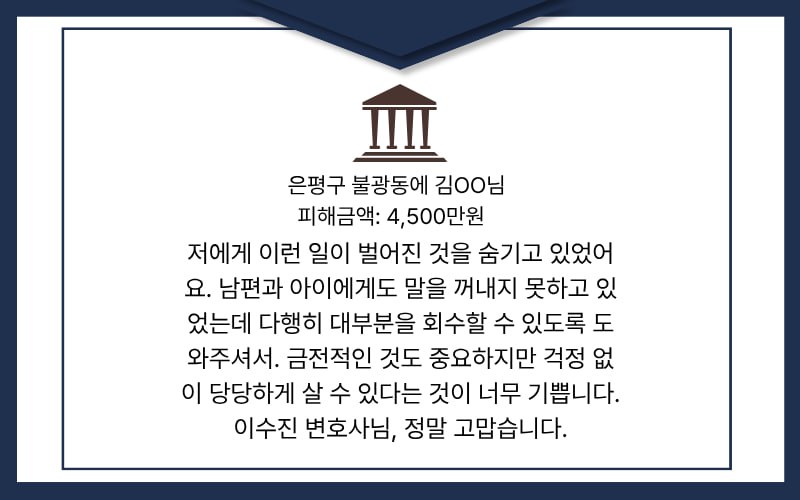 은평구 불광동에 김OO님
피해금액: 4,500만원
저에게 이런 일이 벌어진 것을 숨기고 있었어
요. 남편과 아이에게도 말을 꺼내지 못하고 있
었는데 다행히 대부분을 회수할 수 있도록 도
와주셔서. 금전적인 것도 중요하지만 걱정 없
이 당당하게 살 수 있다는 것이 너무 기쁩니다.
이수진 변호사님, 정말 고맙습니다.